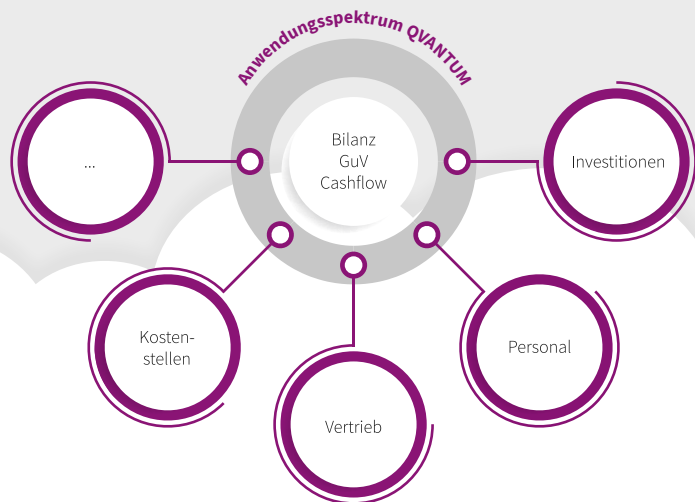 Anwendungsspektrum QVANTUM
Bilanz
GuV
Cashflow
...
Investitionen
Kosten-
stellen
Personal
Vertrieb